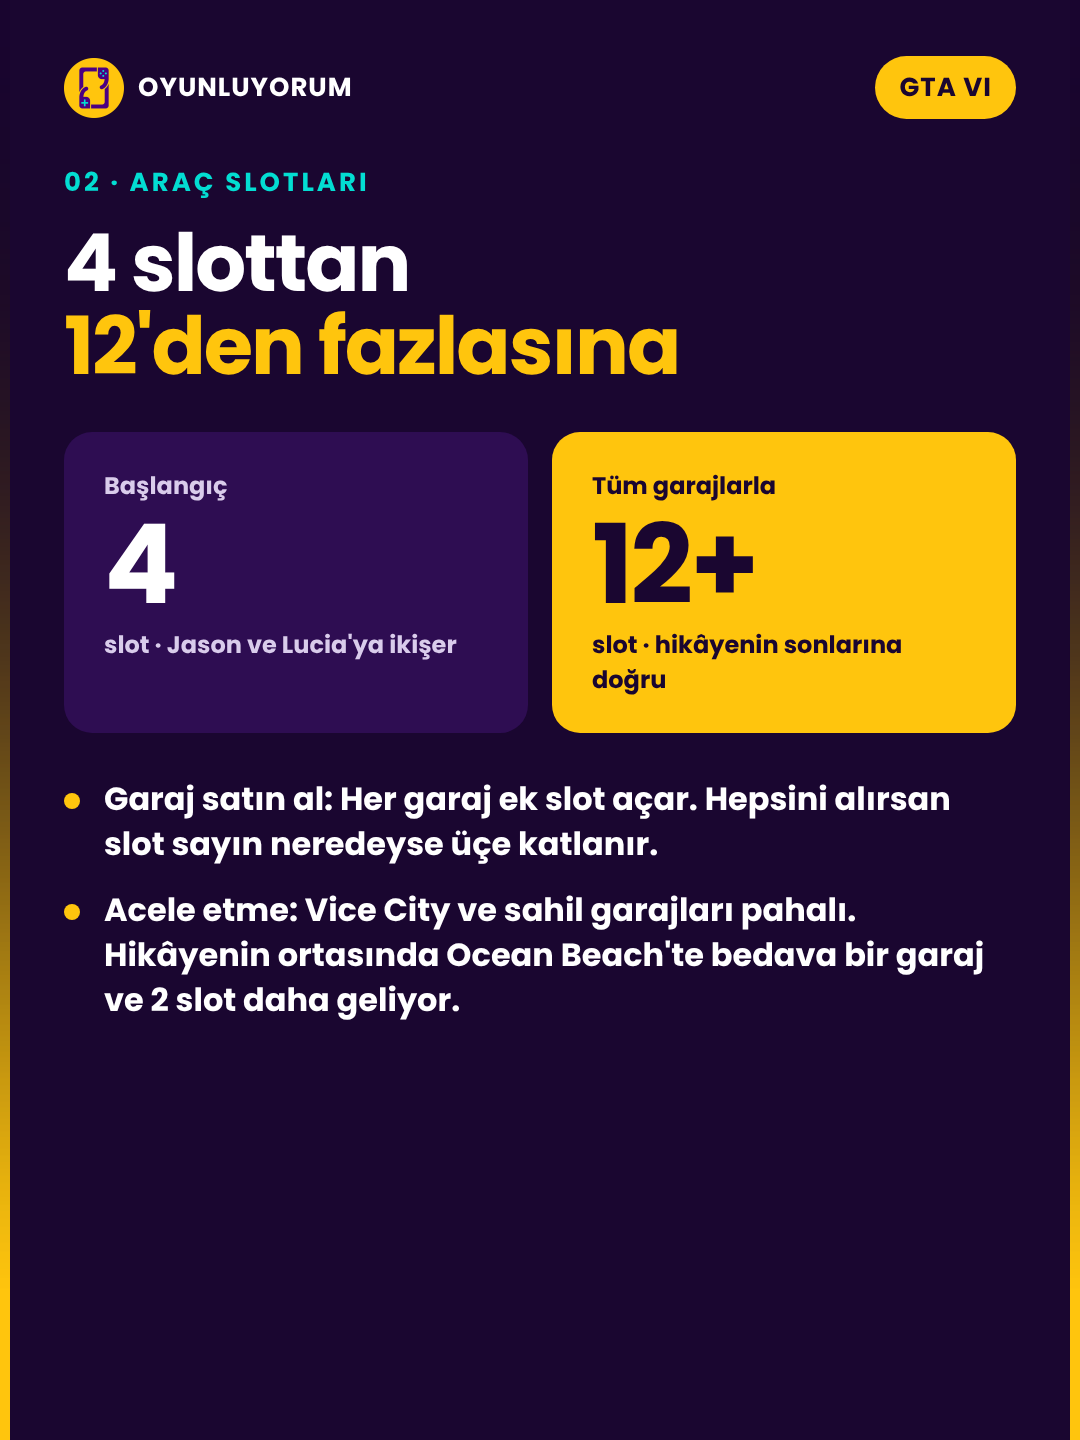 OYUNLUYORUM
GTA VI
02 · ARAÇ SLOTLARI
4 slottan
12'den fazlasına
Başlangıç
4
slot · Jason ve Lucia'ya ikişer
Tüm garajlarla
12+
slot · hikâyenin sonlarına
doğru
Garaj satın al: Her garaj ek slot açar. Hepsini alırsan
slot sayın neredeyse üçe katlanır.
Acele etme: Vice City ve sahil garajları pahalı.
Hikâyenin ortasında Ocean Beach'te bedava bir garaj
ve 2 slot daha geliyor.